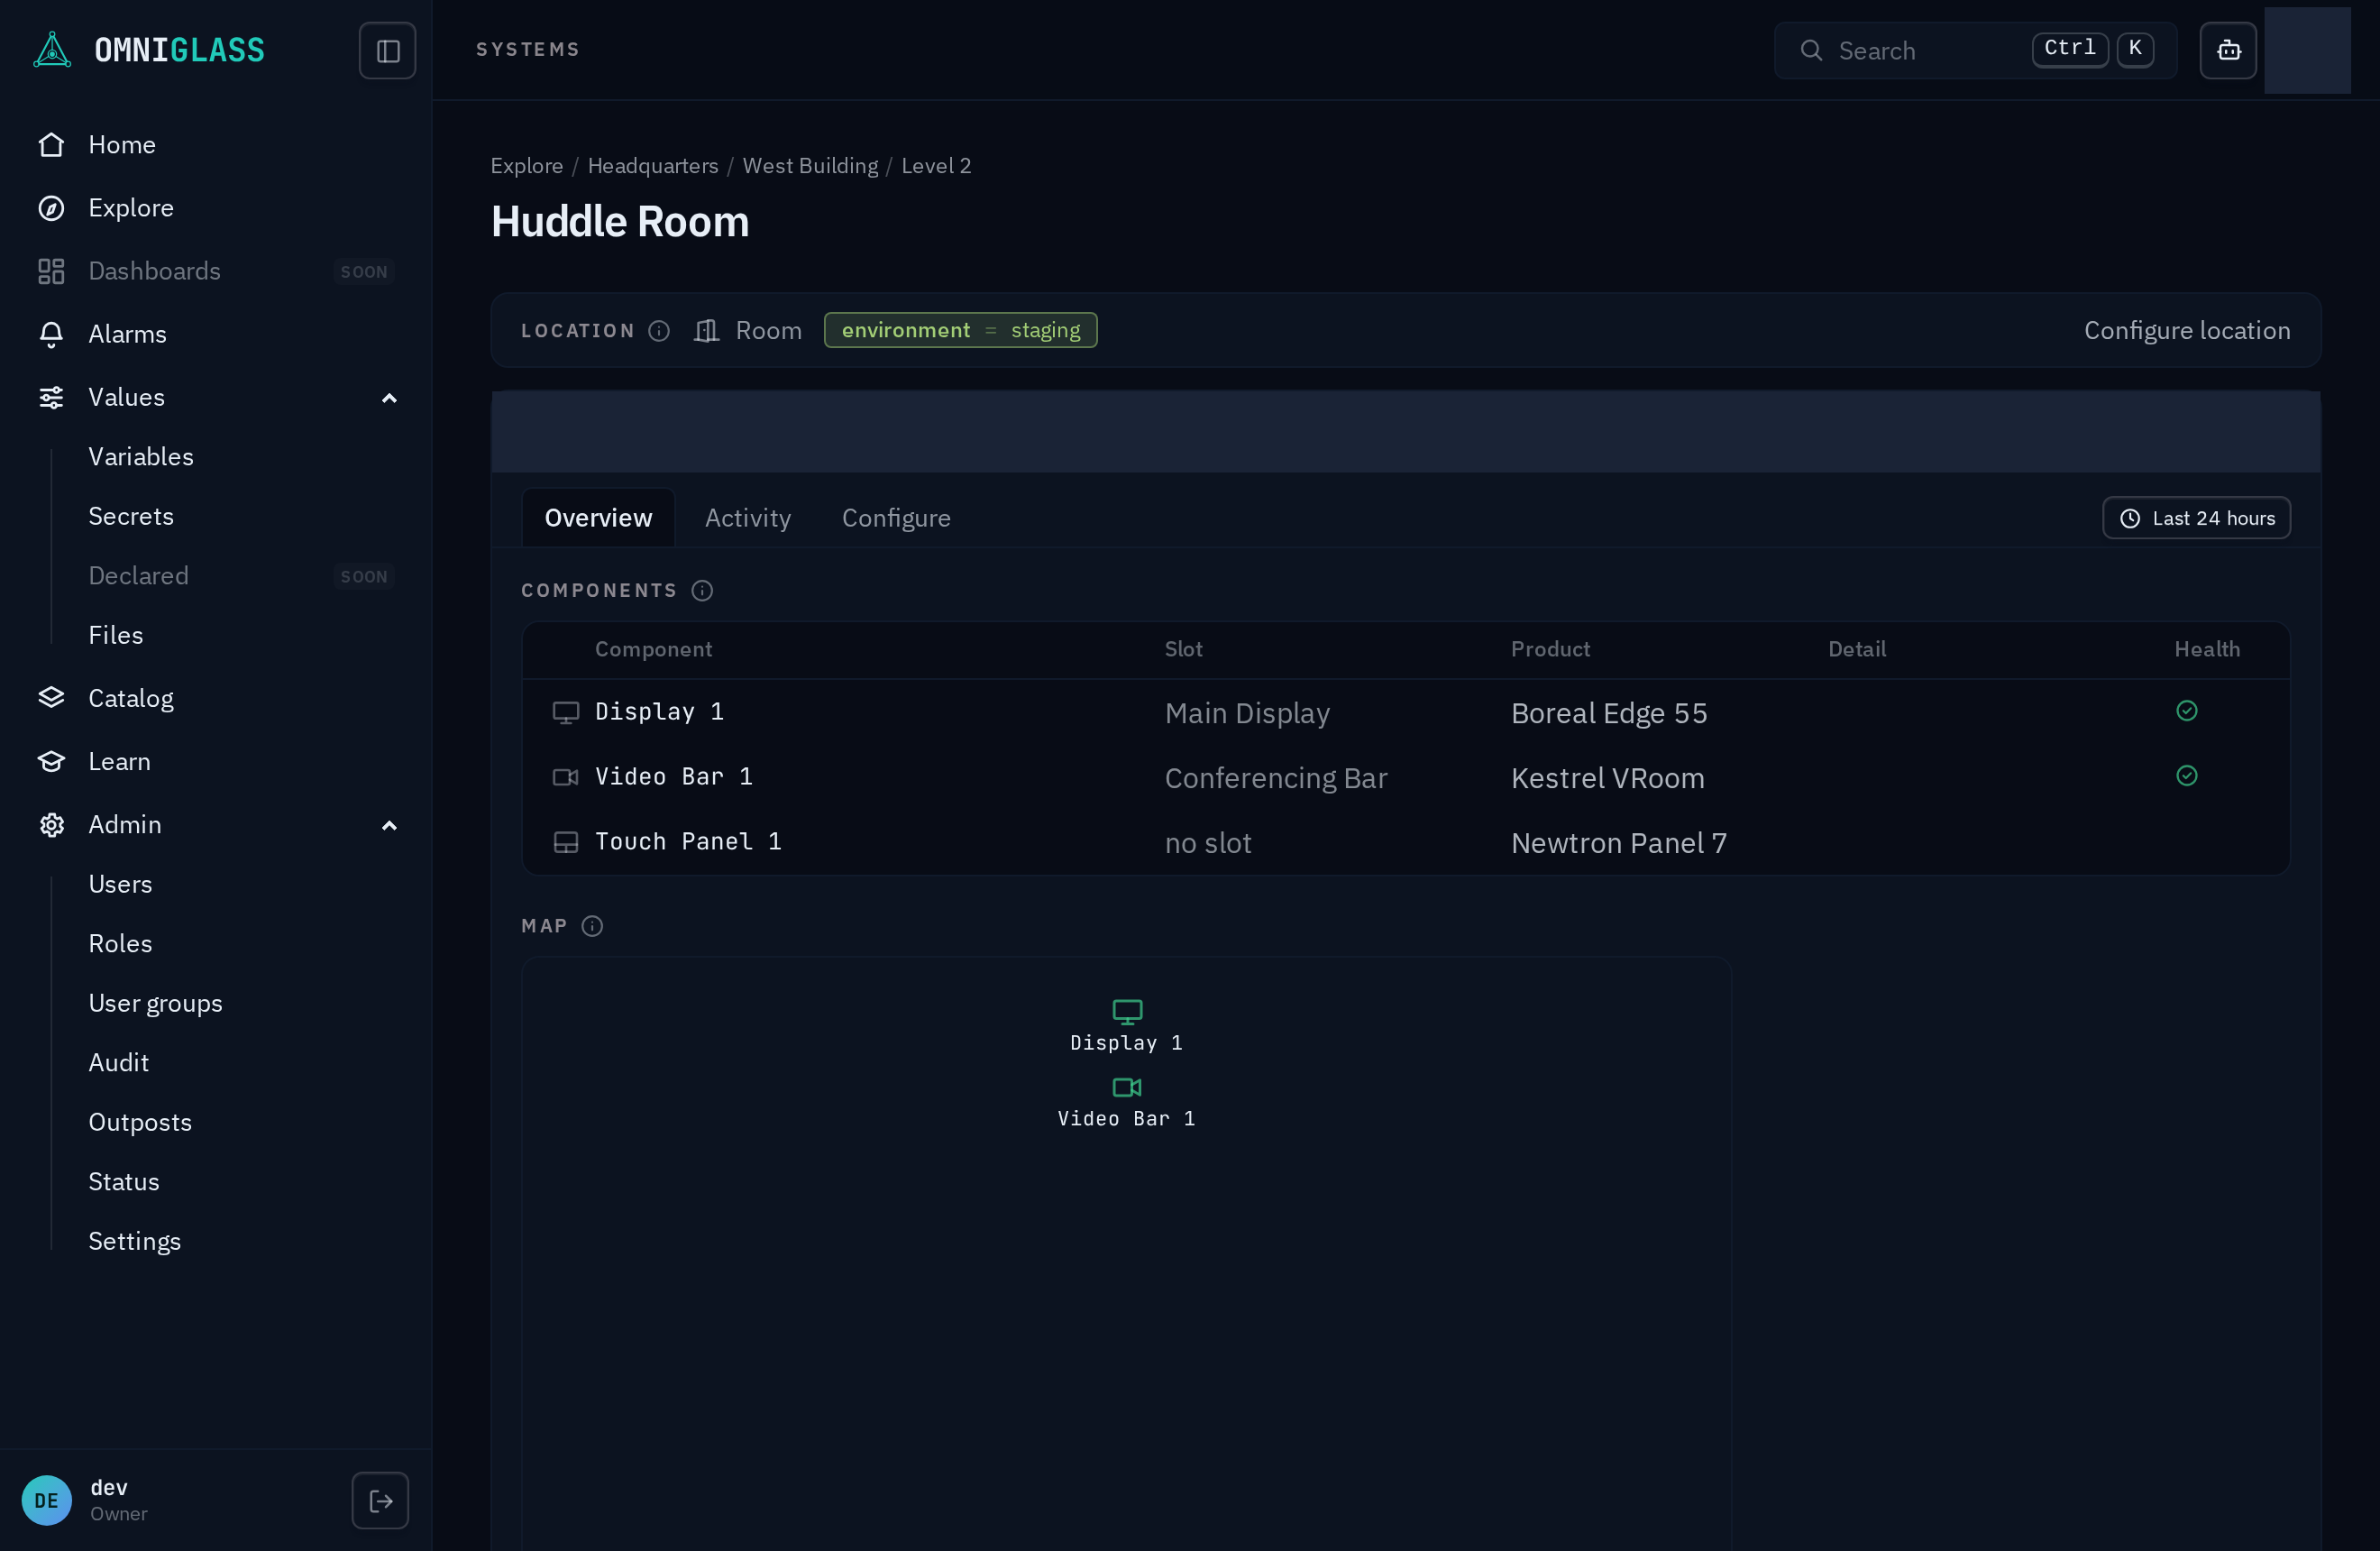 OMNIGLASS
SYSTEMS
Search
Ctrl K
Home
Explore
Dashboards SOON
Alarms
Values
Variables
Secrets
Declared SOON
Files
Catalog
Learn
Admin
Users
Roles
User groups
Audit
Outposts
Status
Settings
DE dev
Owner
Explore / Headquarters / West Building / Level 2
Huddle Room
LOCATION Room environment = staging Configure location
Overview Activity Configure Last 24 hours
COMPONENTS
Component Slot Product Detail Health
Display 1 Main Display Boreal Edge 55
Video Bar 1 Conferencing Bar Kestrel VRoom
Touch Panel 1 no slot Newtron Panel 7
MAP
Display 1
Video Bar 1